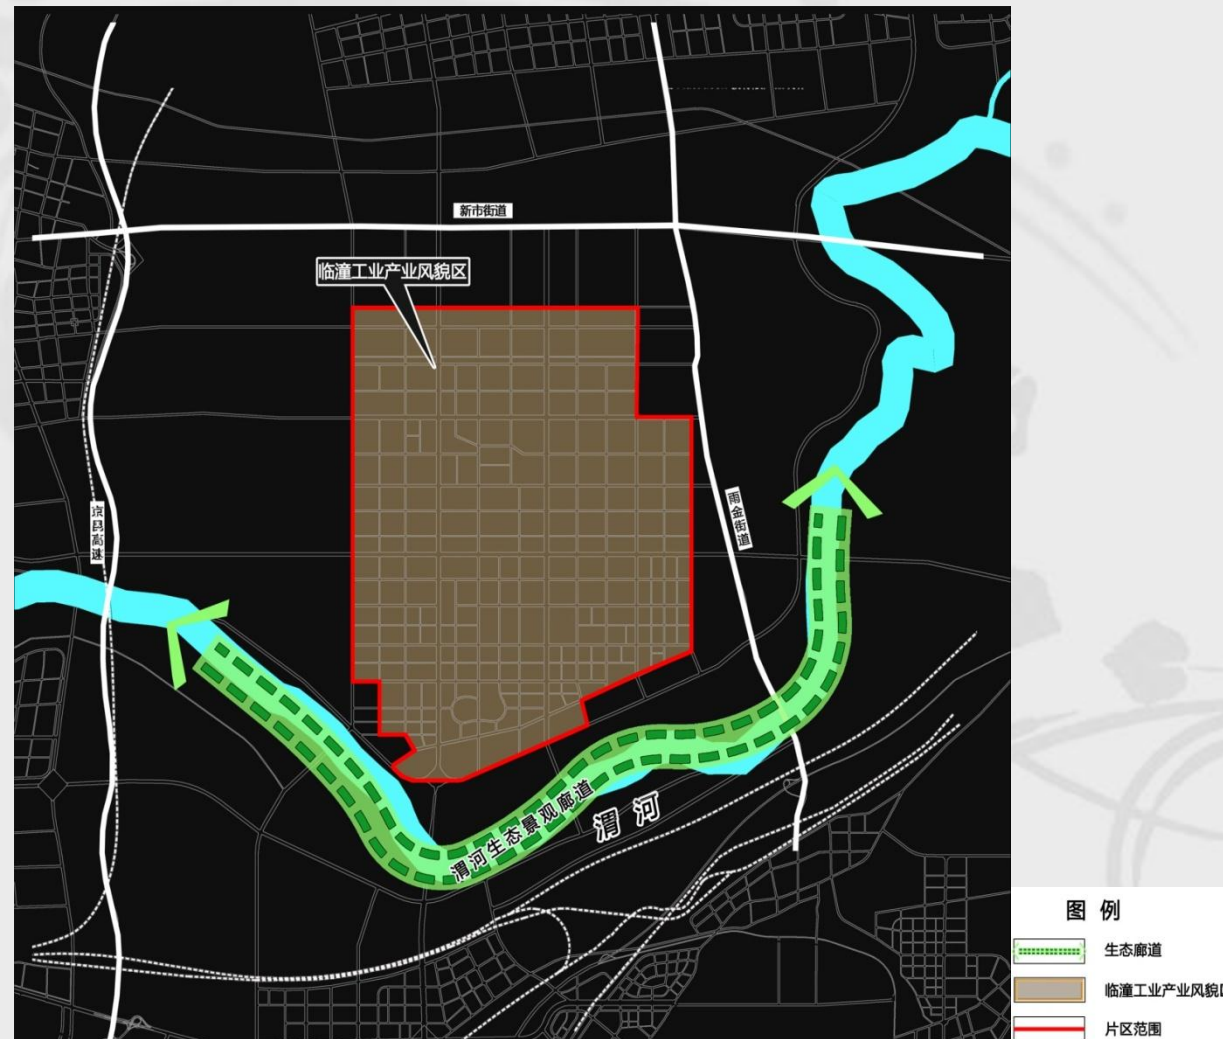 新市街道
临潼工业产业风貌区
京昆高速
雨金街道
渭河生态景观廊道
渭河
图例
生态廊道
临潼工业产业风貌区
片区范围